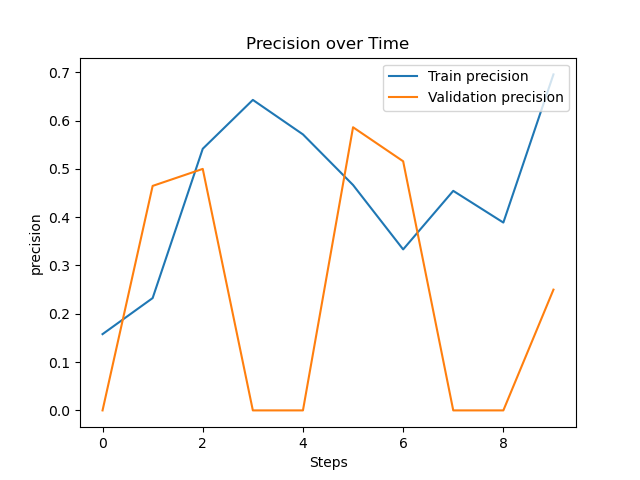 Precision over Time
Train precision
Validation precision
0.7
0.6
0.5
0.4
0.3
0.2
0.1
0.0
precision
0 2 4 6 8
Steps